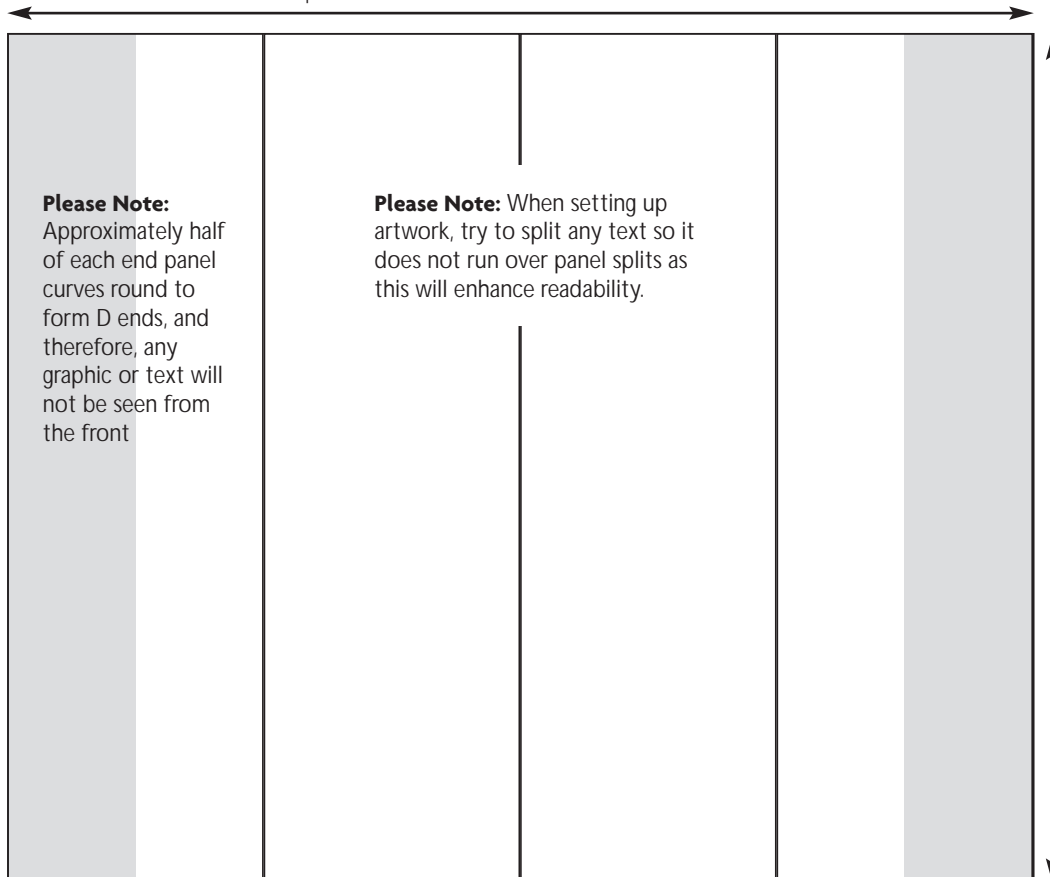 Please Note:
Approximately half
of each end panel
curves round to
form D ends, and
therefore, any
graphic or text will
not be seen from
the front
Please Note: When setting up
artwork, try to split any text so it
does not run over panel splits as
this will enhance readability.